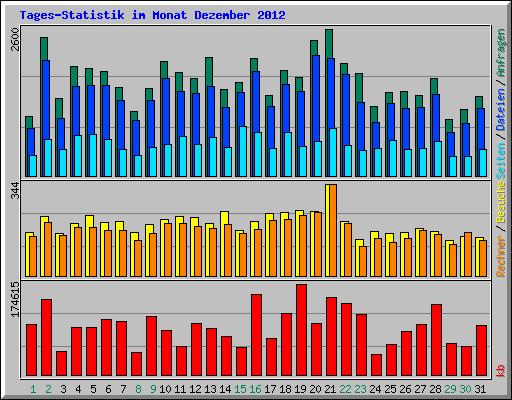 Tages-Statistik im Monat Dezember 2012
2600
344
174615
Rechner / Besuche Seiten / Dateien / Anfragen
kb
1 2 3 4 5 6 7 8 9 10 11 12 13 14 15 16 17 18 19 20 21 22 23 24 25 26 27 28 29 30 31